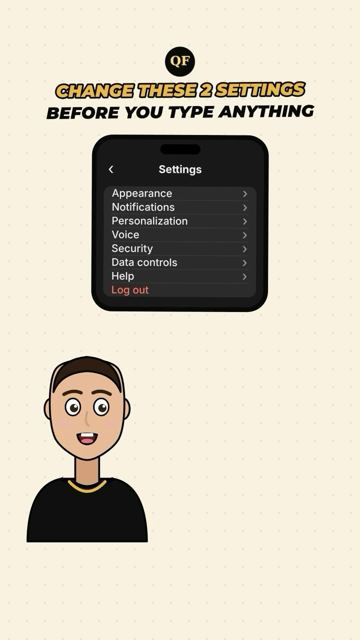 QF
CHANGE THESE 2 SETTINGS
BEFORE YOU TYPE ANYTHING
Settings
Appearance
Notifications
Personalization
Voice
Security
Data controls
Help
Log out